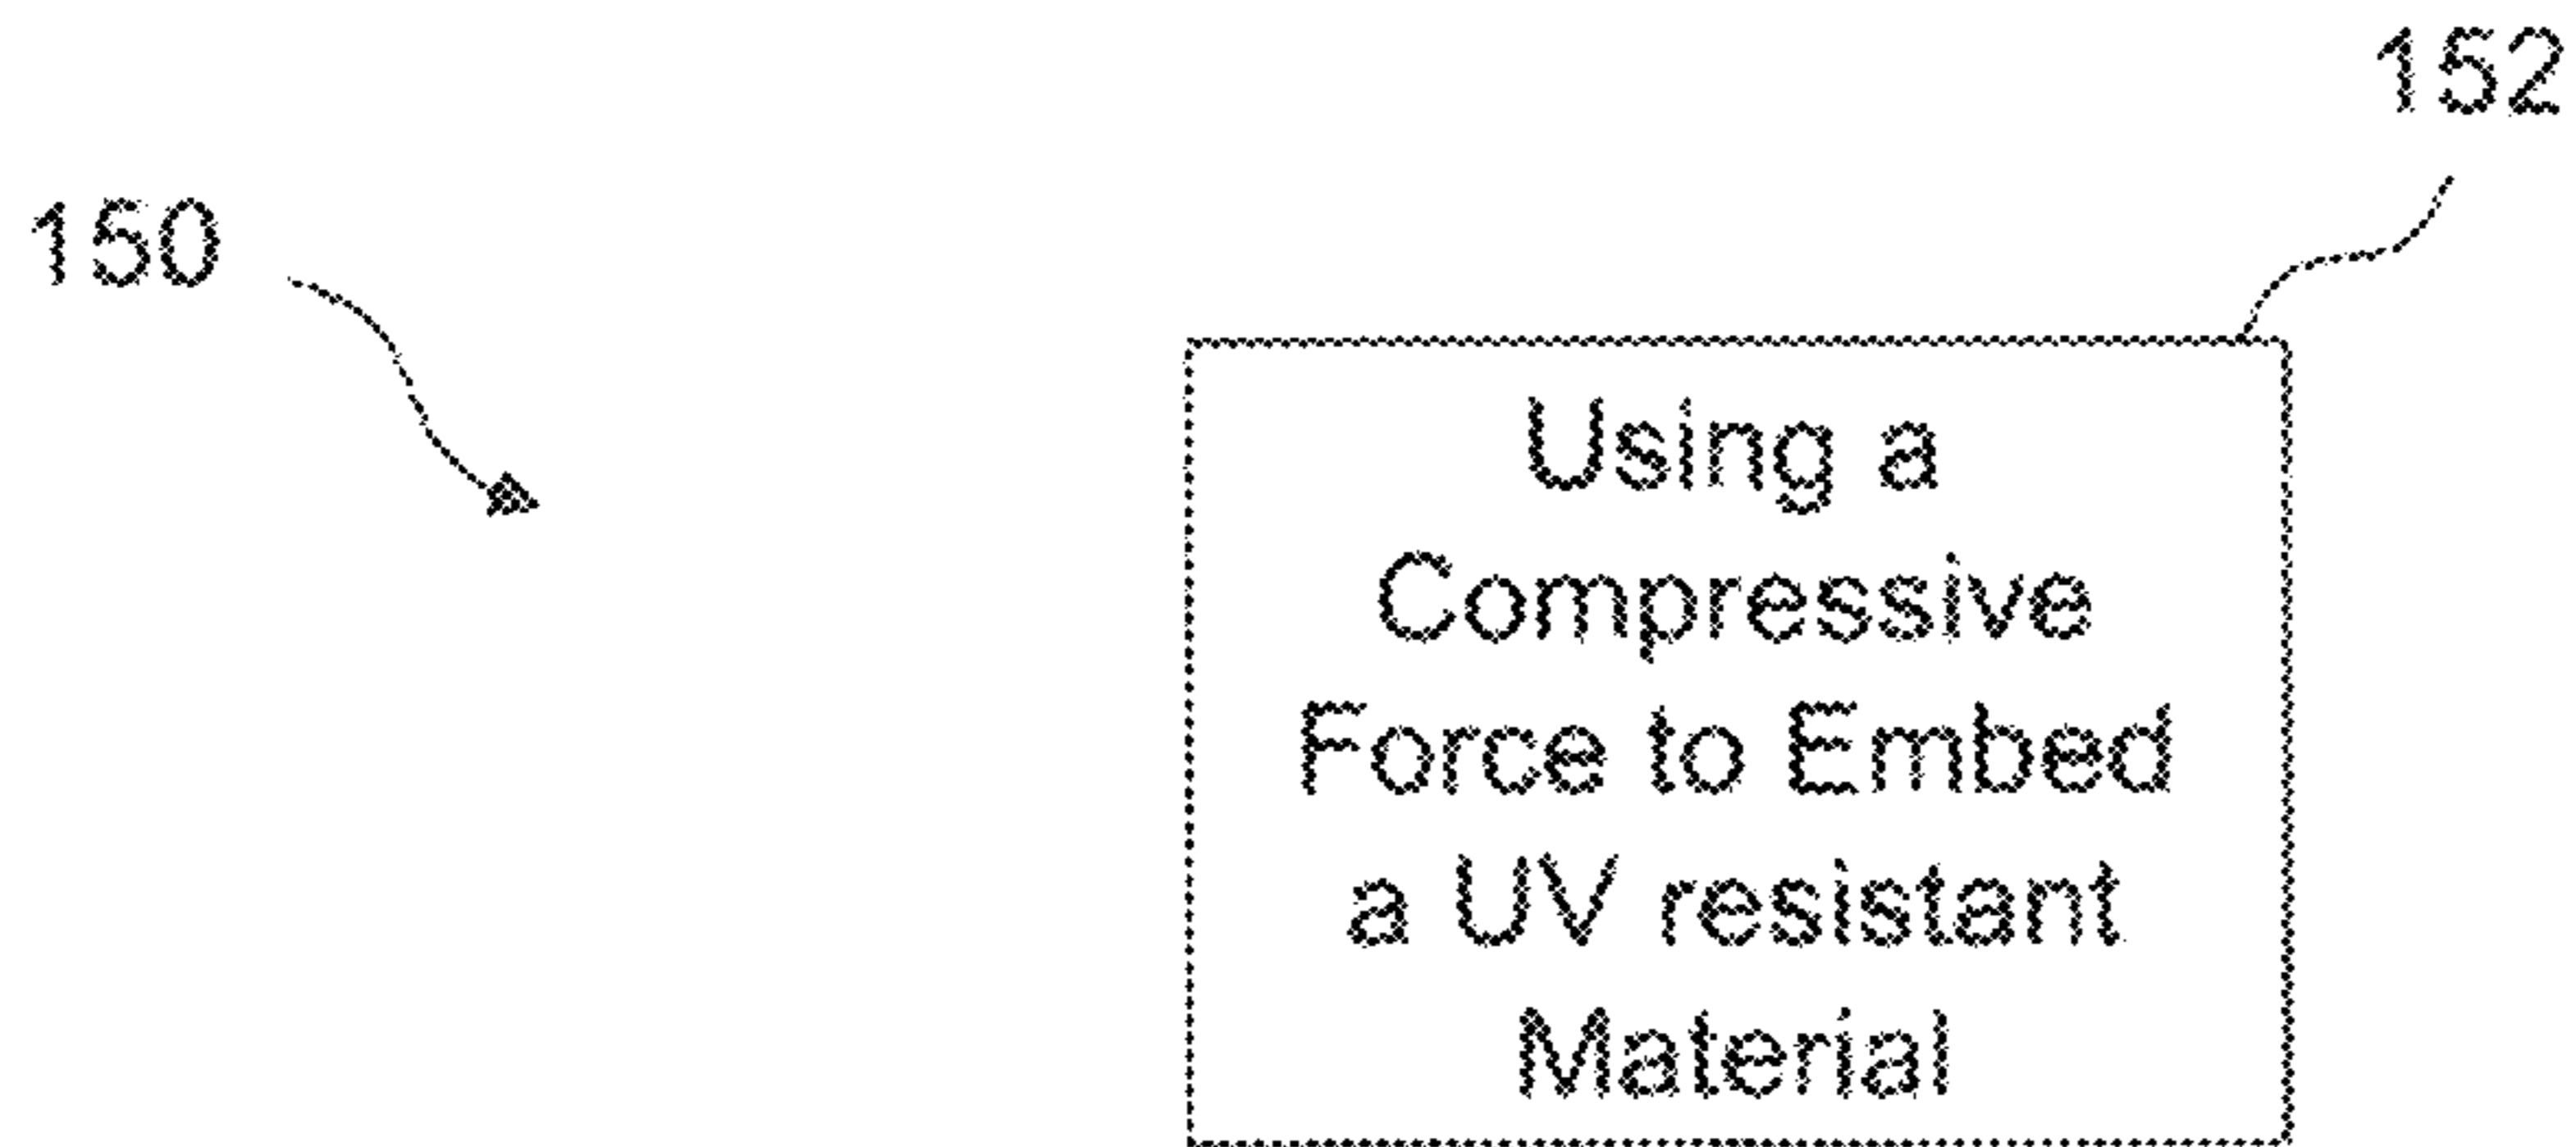 152
150
Using a
Compressive
Force to Embed
a UV resistant
Material